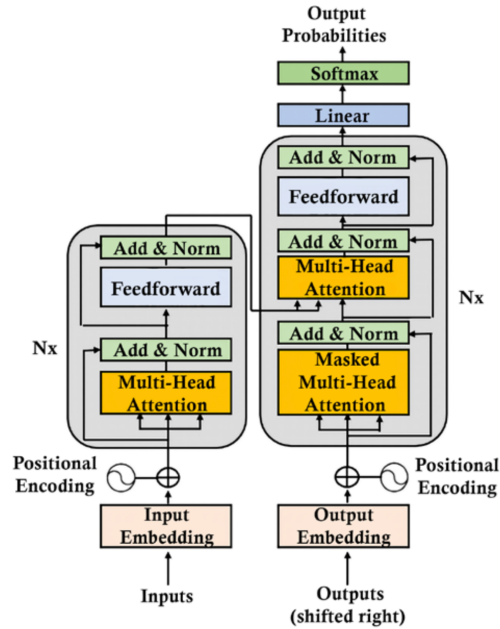 Output
Probabilities
Softmax
Linear
Add & Norm
Feedforward
Add & Norm
Multi-Head
Attention
Nx
Add & Norm
Masked
Multi-Head
Attention
Add & Norm
Feedforward
Nx
Add & Norm
Multi-Head
Attention
Positional
Encoding
Positional
Encoding
Input
Embedding
Output
Embedding
Inputs
Outputs
(shifted right)